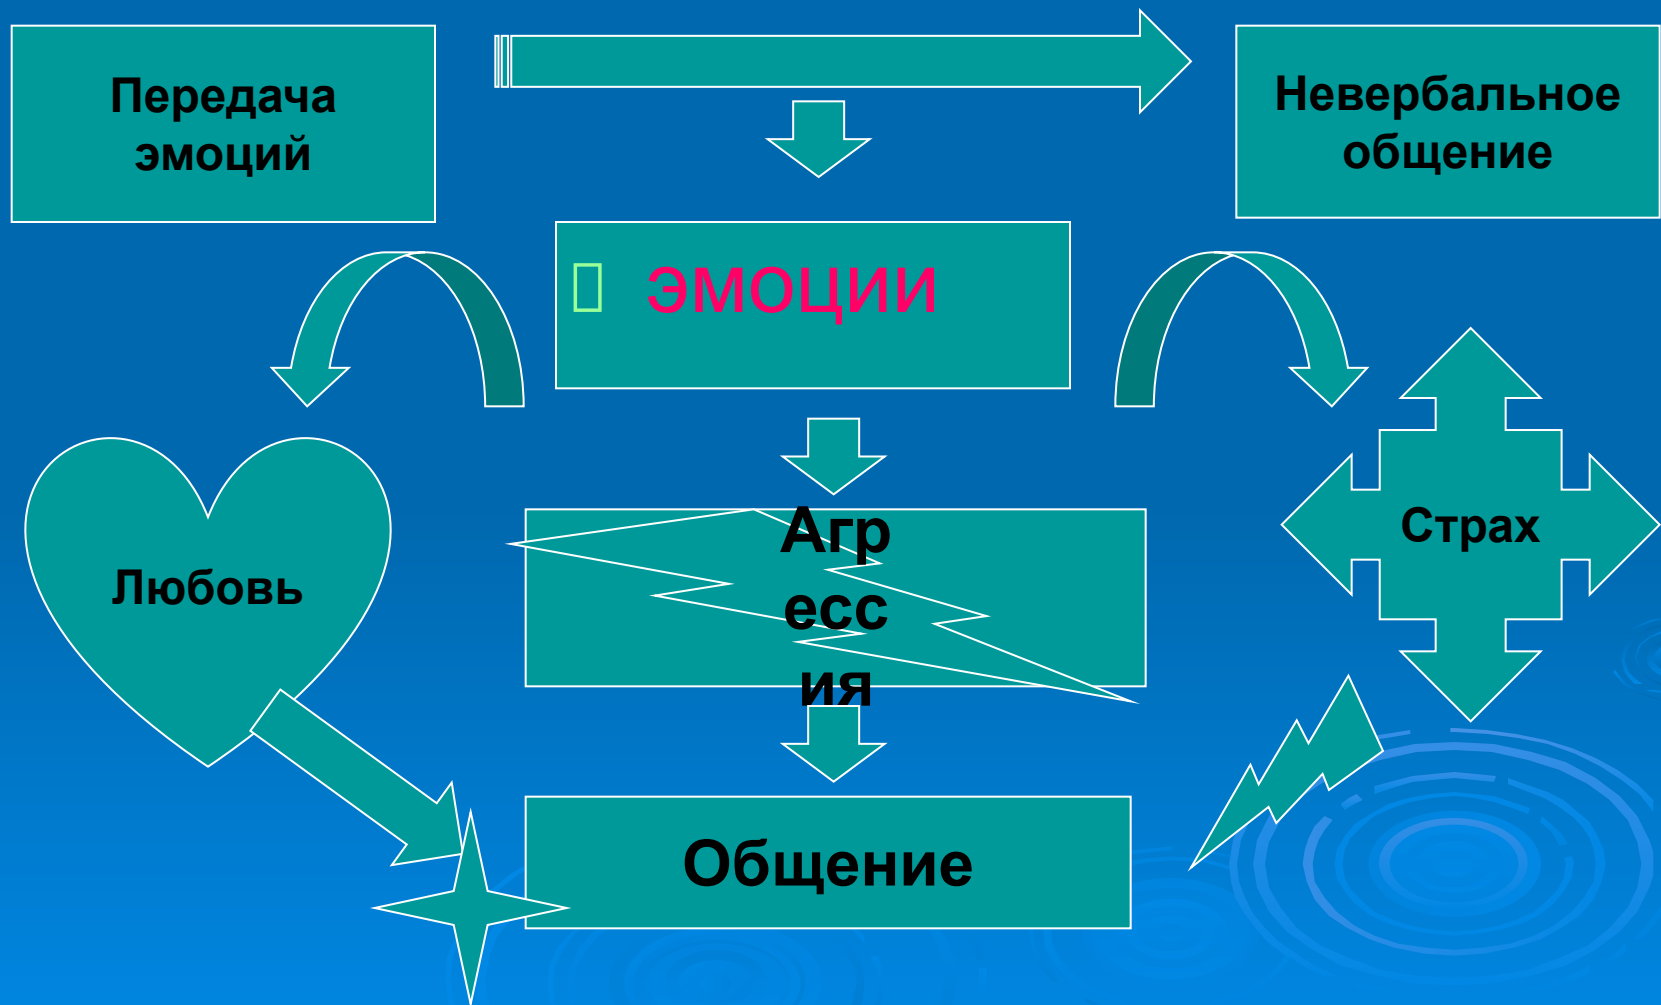 Передача
эмоций
Невербальное
общение
ЭМОЦИИ
Любовь
Агр
есс
ия
Страх
Общение